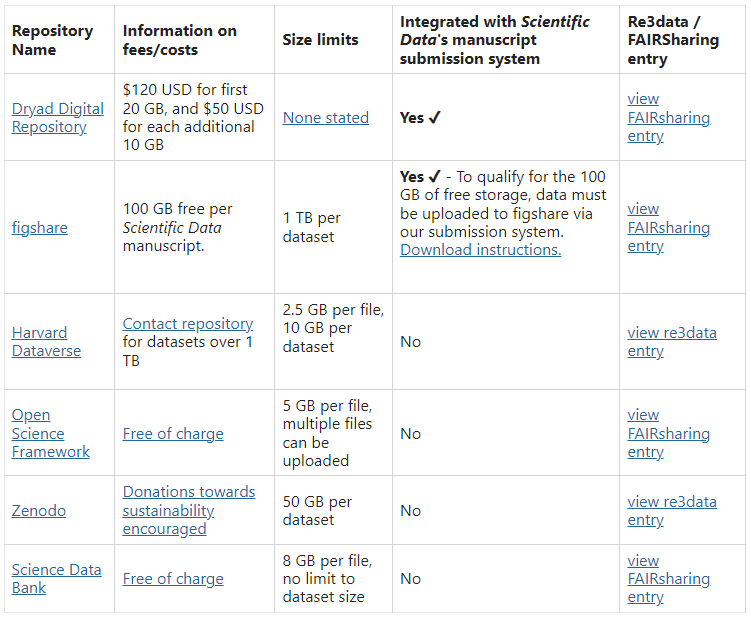 Repository
Name
Information on
fees/costs
Size limits
Integrated with Scientific
Data's manuscript
submission system
Re3data /
FAIRSharing
entry
Dryad Digital
Repository
$120 USD for first
20 GB, and $50 USD
for each additional
10 GB
None stated
Yes ✔
view
FAIRsharing
entry
figshare
100 GB free per
Scientific Data
manuscript.
1 TB per
dataset
Yes ✔ - To qualify for the 100
GB of free storage, data must
be uploaded to figshare via
our submission system.
Download instructions.
view
FAIRsharing
entry
Harvard
Dataverse
Contact repository
for datasets over 1
TB
2.5 GB per file,
10 GB per
dataset
No
view re3data
entry
Open
Science
Framework
Free of charge
5 GB per file,
multiple files
can be
uploaded
No
view
FAIRsharing
entry
Zenodo
Donations towards
sustainability
encouraged
50 GB per
dataset
No
view re3data
entry
Science Data
Bank
Free of charge
8 GB per file,
no limit to
dataset size
No
view
FAIRsharing
entry